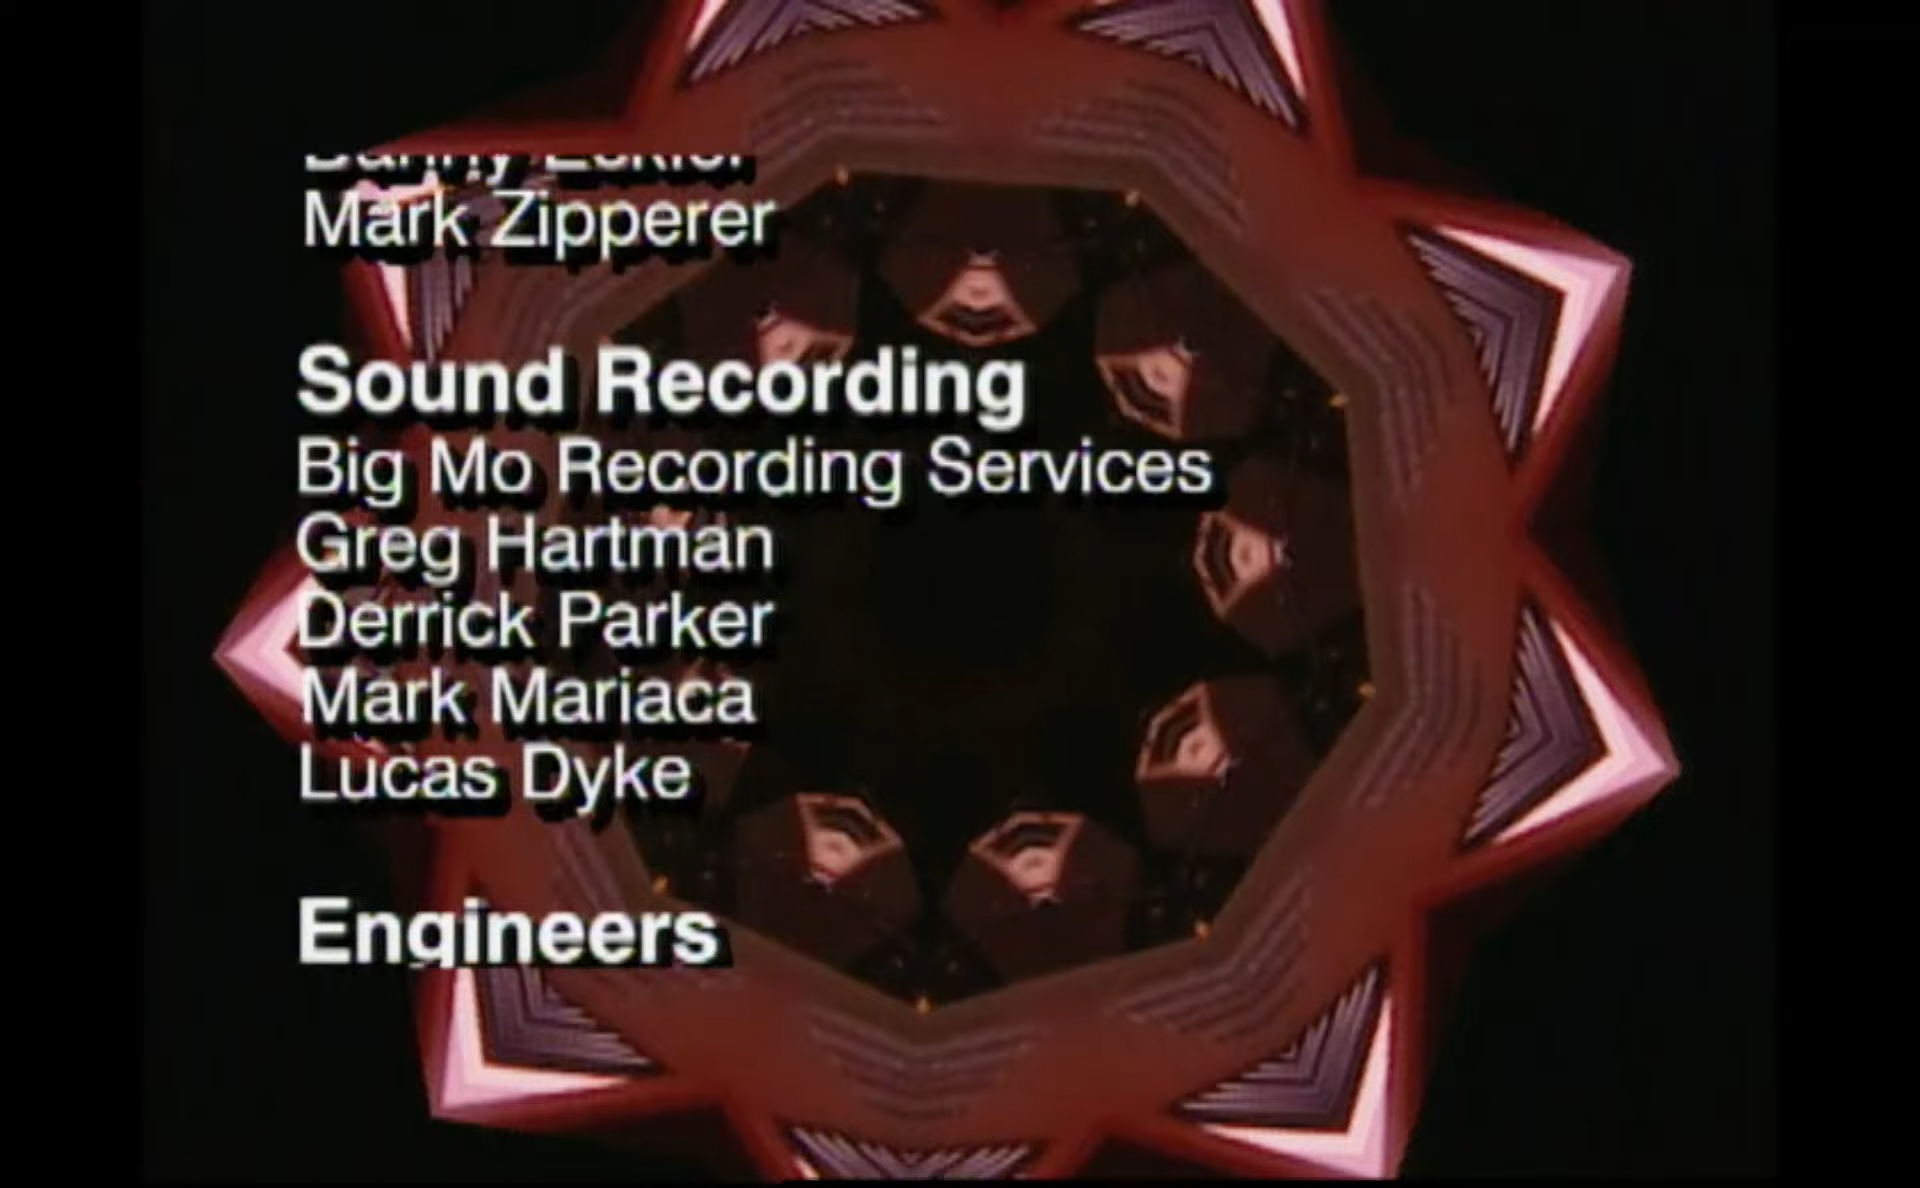 Mark Zipperer
Sound Recording
Big Mo Recording Services
Greg Hartman
Derrick Parker
Mark Mariaca
Lucas Dyke
Engineers